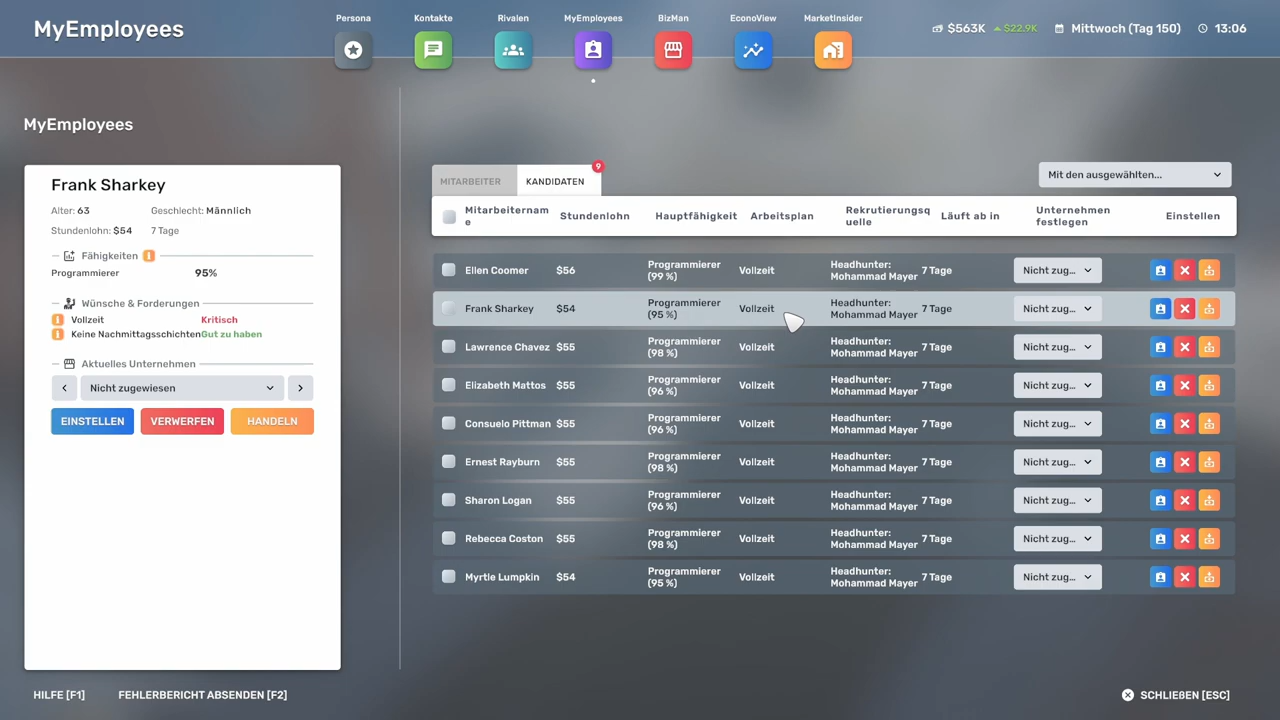 MyEmployees
Persona
Kontakte
Rivalen
MyEmployees
BizMan
EconoView
MarketInsider
$563K
$22.9K
Mittwoch (Tag 150)
13:06
MyEmployees
Frank Sharkey
Alter: 63
Geschlecht: Männlich
Stundenlohn: $54
7 Tage
Fähigkeiten
Programmierer 95%
Wünsche & Forderungen
Vollzeit Kritisch
Keine Nachmittagsschichten Gut zu haben
Aktuelles Unternehmen
Nicht zugewiesen
EINSTELLEN
VERWERFEN
HANDELN
MITARBEITER
KANDIDATEN
9
Mit den ausgewählten...
Mitarbeiternam
e
Stundenlohn
Hauptfähigkeit
Arbeitsplan
Rekrutierungsq
uelle
Läuft ab in
Unternehmen
festlegen
Einstellen
Ellen Coomer $56 Programmierer Vollzeit Headhunter: 7 Tage Nicht zug...
(99 %) Mohammad Mayer
Frank Sharkey $54 Programmierer Vollzeit Headhunter: 7 Tage Nicht zug...
(95 %) Mohammad Mayer
Lawrence Chavez $55 Programmierer Vollzeit Headhunter: 7 Tage Nicht zug...
(98 %) Mohammad Mayer
Elizabeth Mattos $55 Programmierer Vollzeit Headhunter: 7 Tage Nicht zug...
(96 %) Mohammad Mayer
Consuelo Pittman $55 Programmierer Vollzeit Headhunter: 7 Tage Nicht zug...
(96 %) Mohammad Mayer
Ernest Rayburn $55 Programmierer Vollzeit Headhunter: 7 Tage Nicht zug...
(98 %) Mohammad Mayer
Sharon Logan $55 Programmierer Vollzeit Headhunter: 7 Tage Nicht zug...
(96 %) Mohammad Mayer
Rebecca Coston $55 Programmierer Vollzeit Headhunter: 7 Tage Nicht zug...
(98 %) Mohammad Mayer
Myrtle Lumpkin $54 Programmierer Vollzeit Headhunter: 7 Tage Nicht zug...
(95 %) Mohammad Mayer
HILFE [F1]
FEHLERBERICHT ABSENDEN [F2]
SCHLIEßEN [ESC]